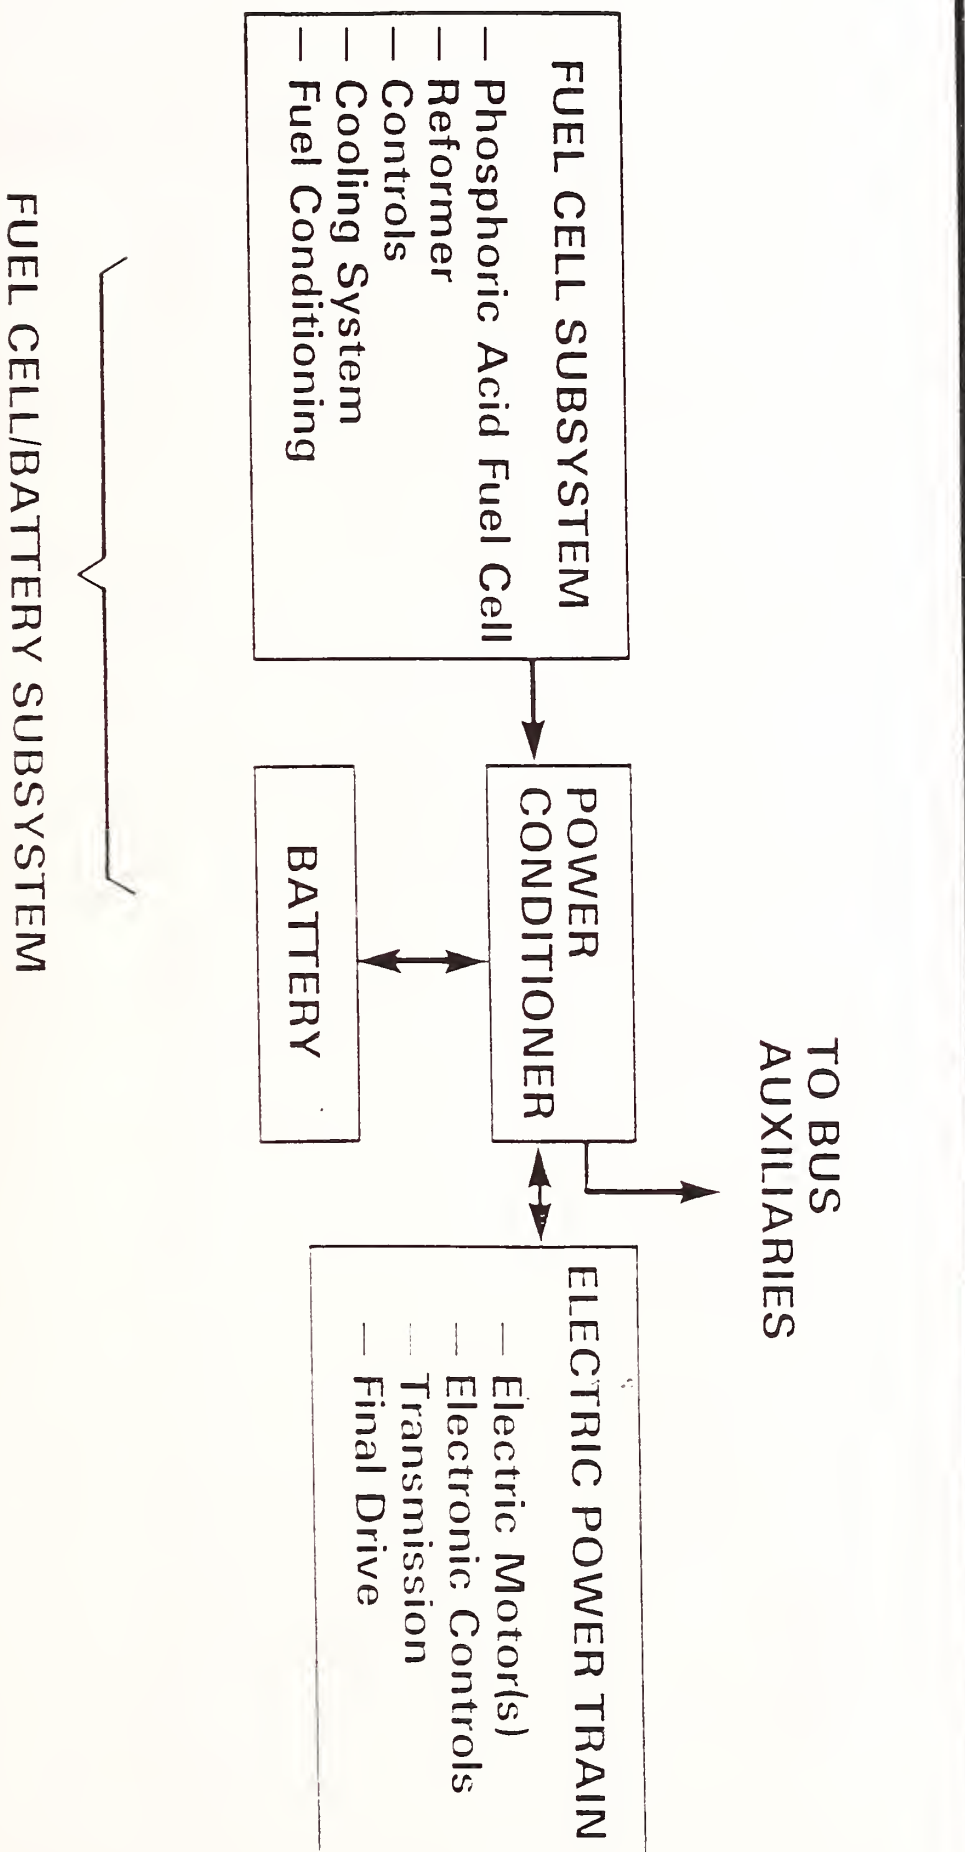 TO BUS
AUXILIARIES
FUEL CELL SUBSYSTEM
— Phosphoric Acid Fuel Cell
— Reformer
— Controls
— Cooling System
— Fuel Conditioning
POWER
CONDITIONER
BATTERY
ELECTRIC POWER TRAIN
— Electric Motor(s)
— Electronic Controls
— Transmission
— Final Drive
FUEL CELL/BATTERY SUBSYSTEM